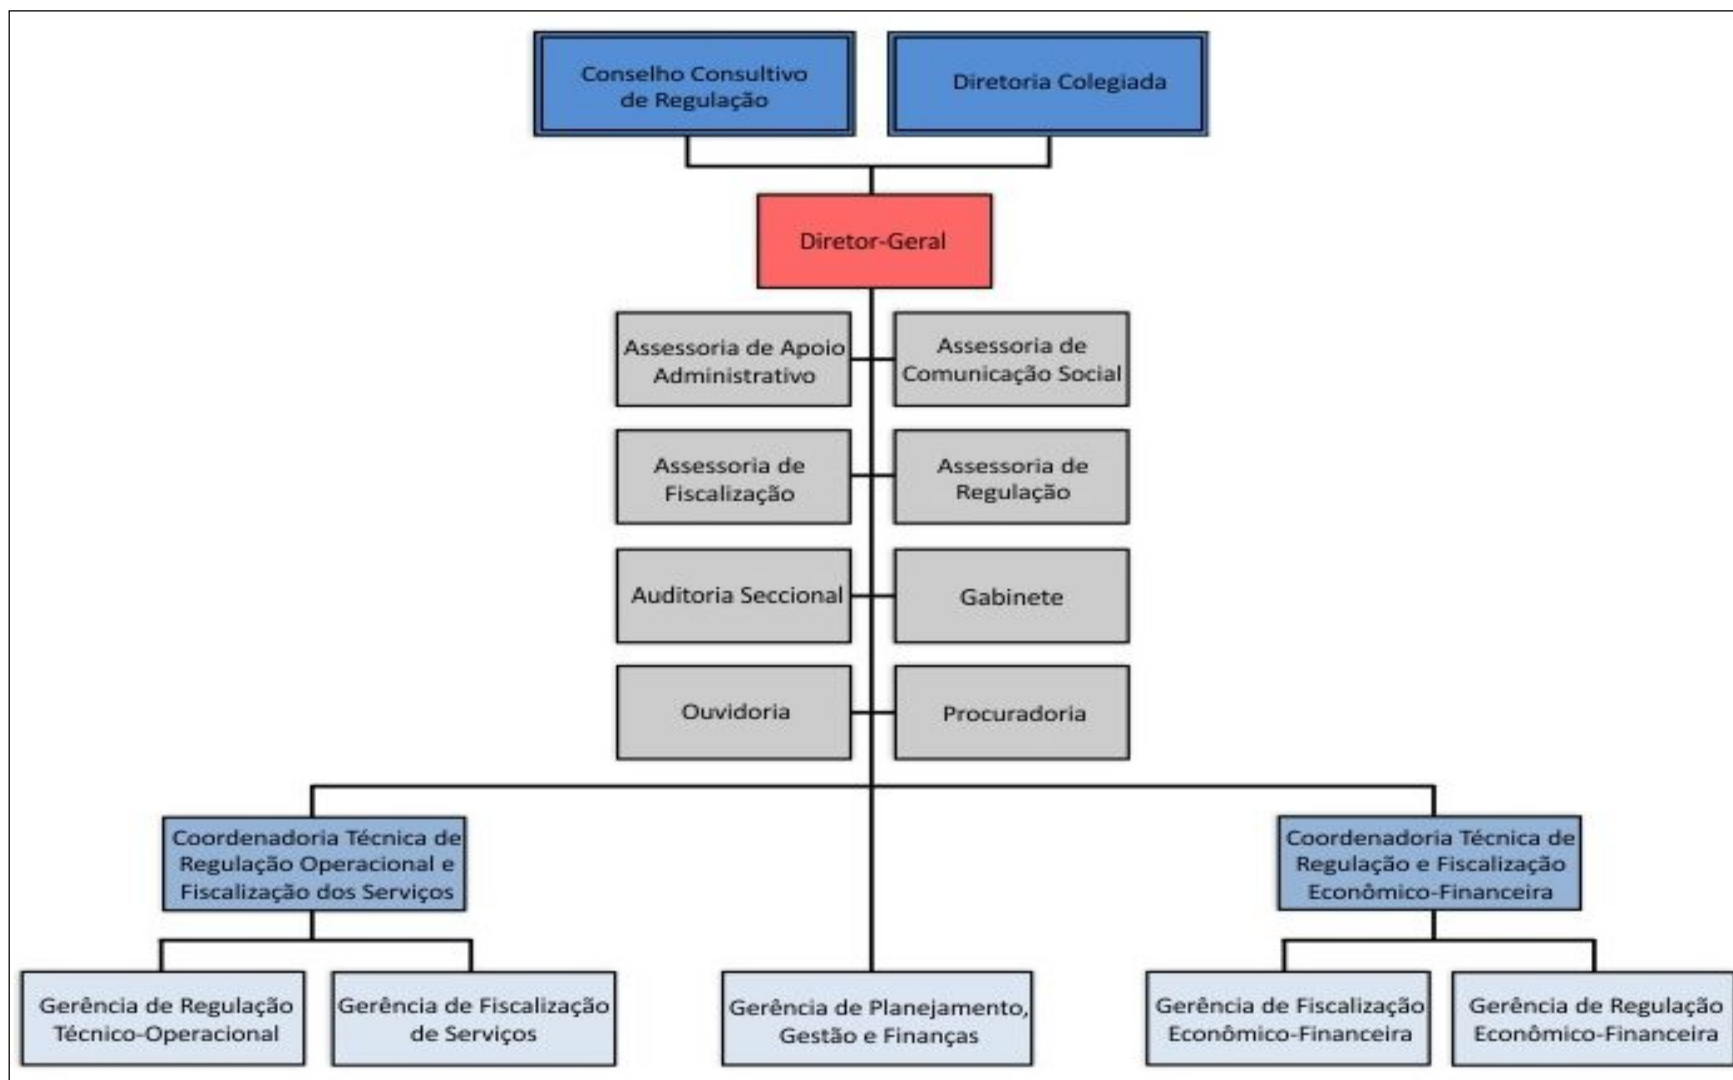 Conselho Consultivo
de Regulação
Diretoria Colegiada
Diretor-Geral
Assessoria de Apoio
Administrativo
Assessoria de
Comunicação Social
Assessoria de
Fiscalização
Assessoria de
Regulação
Auditoria Seccional
Gabinete
Ouvidoria
Procuradoria
Coordenadoria Técnica de
Regulação Operacional e
Fiscalização dos Serviços
Coordenadoria Técnica de
Regulação e Fiscalização
Econômico-Financeira
Gerência de Regulação
Técnico-Operacional
Gerência de Fiscalização
de Serviços
Gerência de Planejamento,
Gestão e Finanças
Gerência de Fiscalização
Econômico-Financeira
Gerência de Regulação
Econômico-Financeira